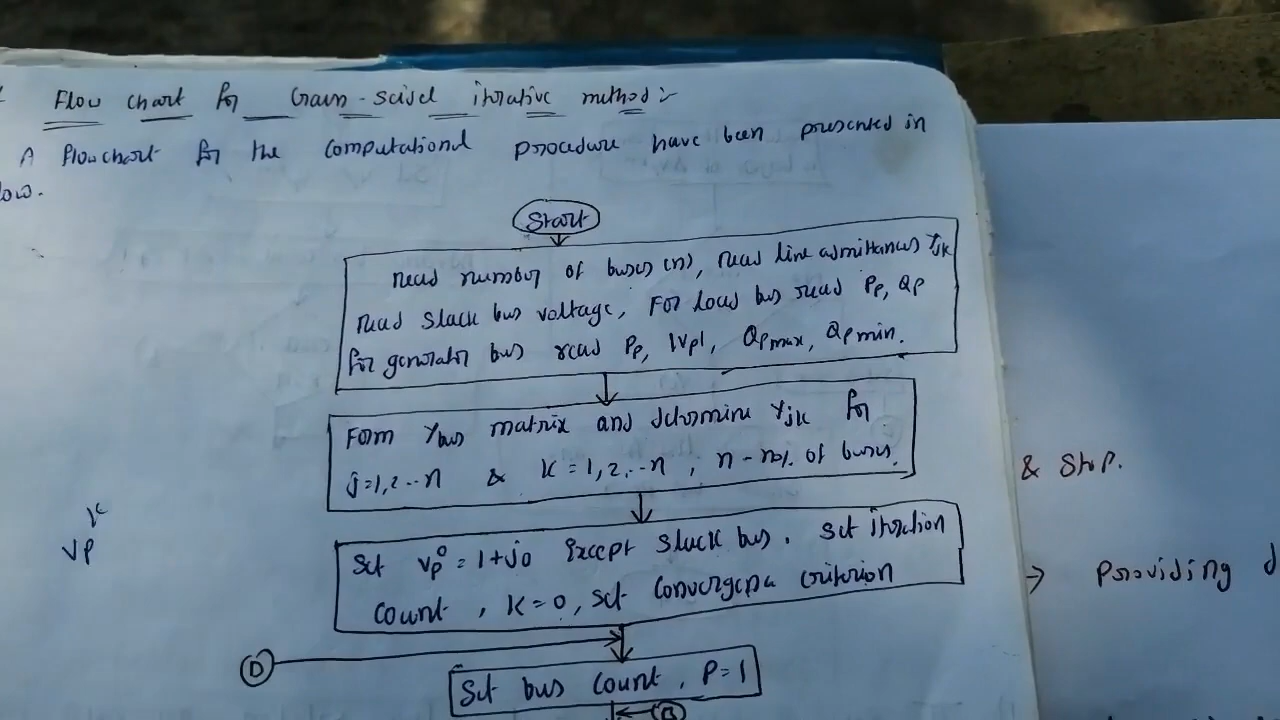 Flow chart for Gauss-Seidel iterative method :-
A flowchart for the computational procedure have been presented in
low.
Start
read number of buses (n), read line admittances Yjk
read slack bus voltage, For load bus read Pp, Qp
for generator bus read Pp, |Vp|, Qpmax, Qpmin.
Form Ybus matrix and determine Yjk for
j=1,2...n & K=1,2...n, n - no. of buses.
Set Vp⁰ = 1+j0 Except slack bus. Set iteration
count, K=0, set convergence criterion
D
Set bus count, P=1
B
Vp^K
& Stop.
→ Providing d